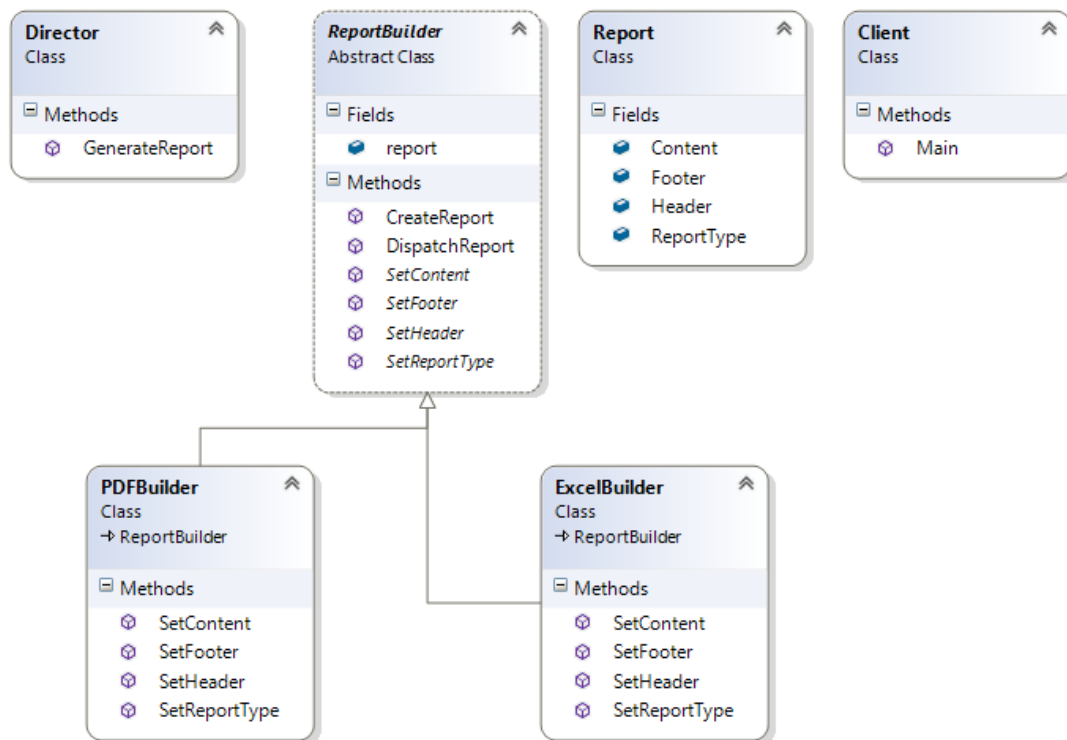 Director
Class
Methods
GenerateReport
ReportBuilder
Abstract Class
Fields
report
Methods
CreateReport
DispatchReport
SetContent
SetFooter
SetHeader
SetReportType
Report
Class
Fields
Content
Footer
Header
ReportType
Client
Class
Methods
Main
PDFBuilder
Class
ReportBuilder
Methods
SetContent
SetFooter
SetHeader
SetReportType
ExcelBuilder
Class
ReportBuilder
Methods
SetContent
SetFooter
SetHeader
SetReportType